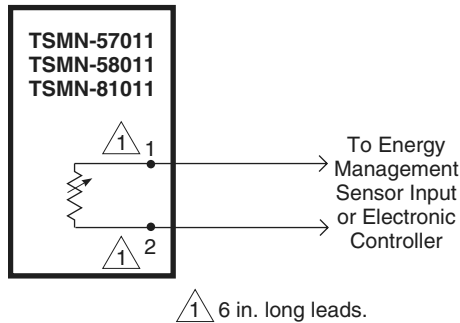 TSMN-57011
TSMN-58011
TSMN-81011
1 1
1 2
To Energy
Management
Sensor Input
or Electronic
Controller
1 6 in. long leads.